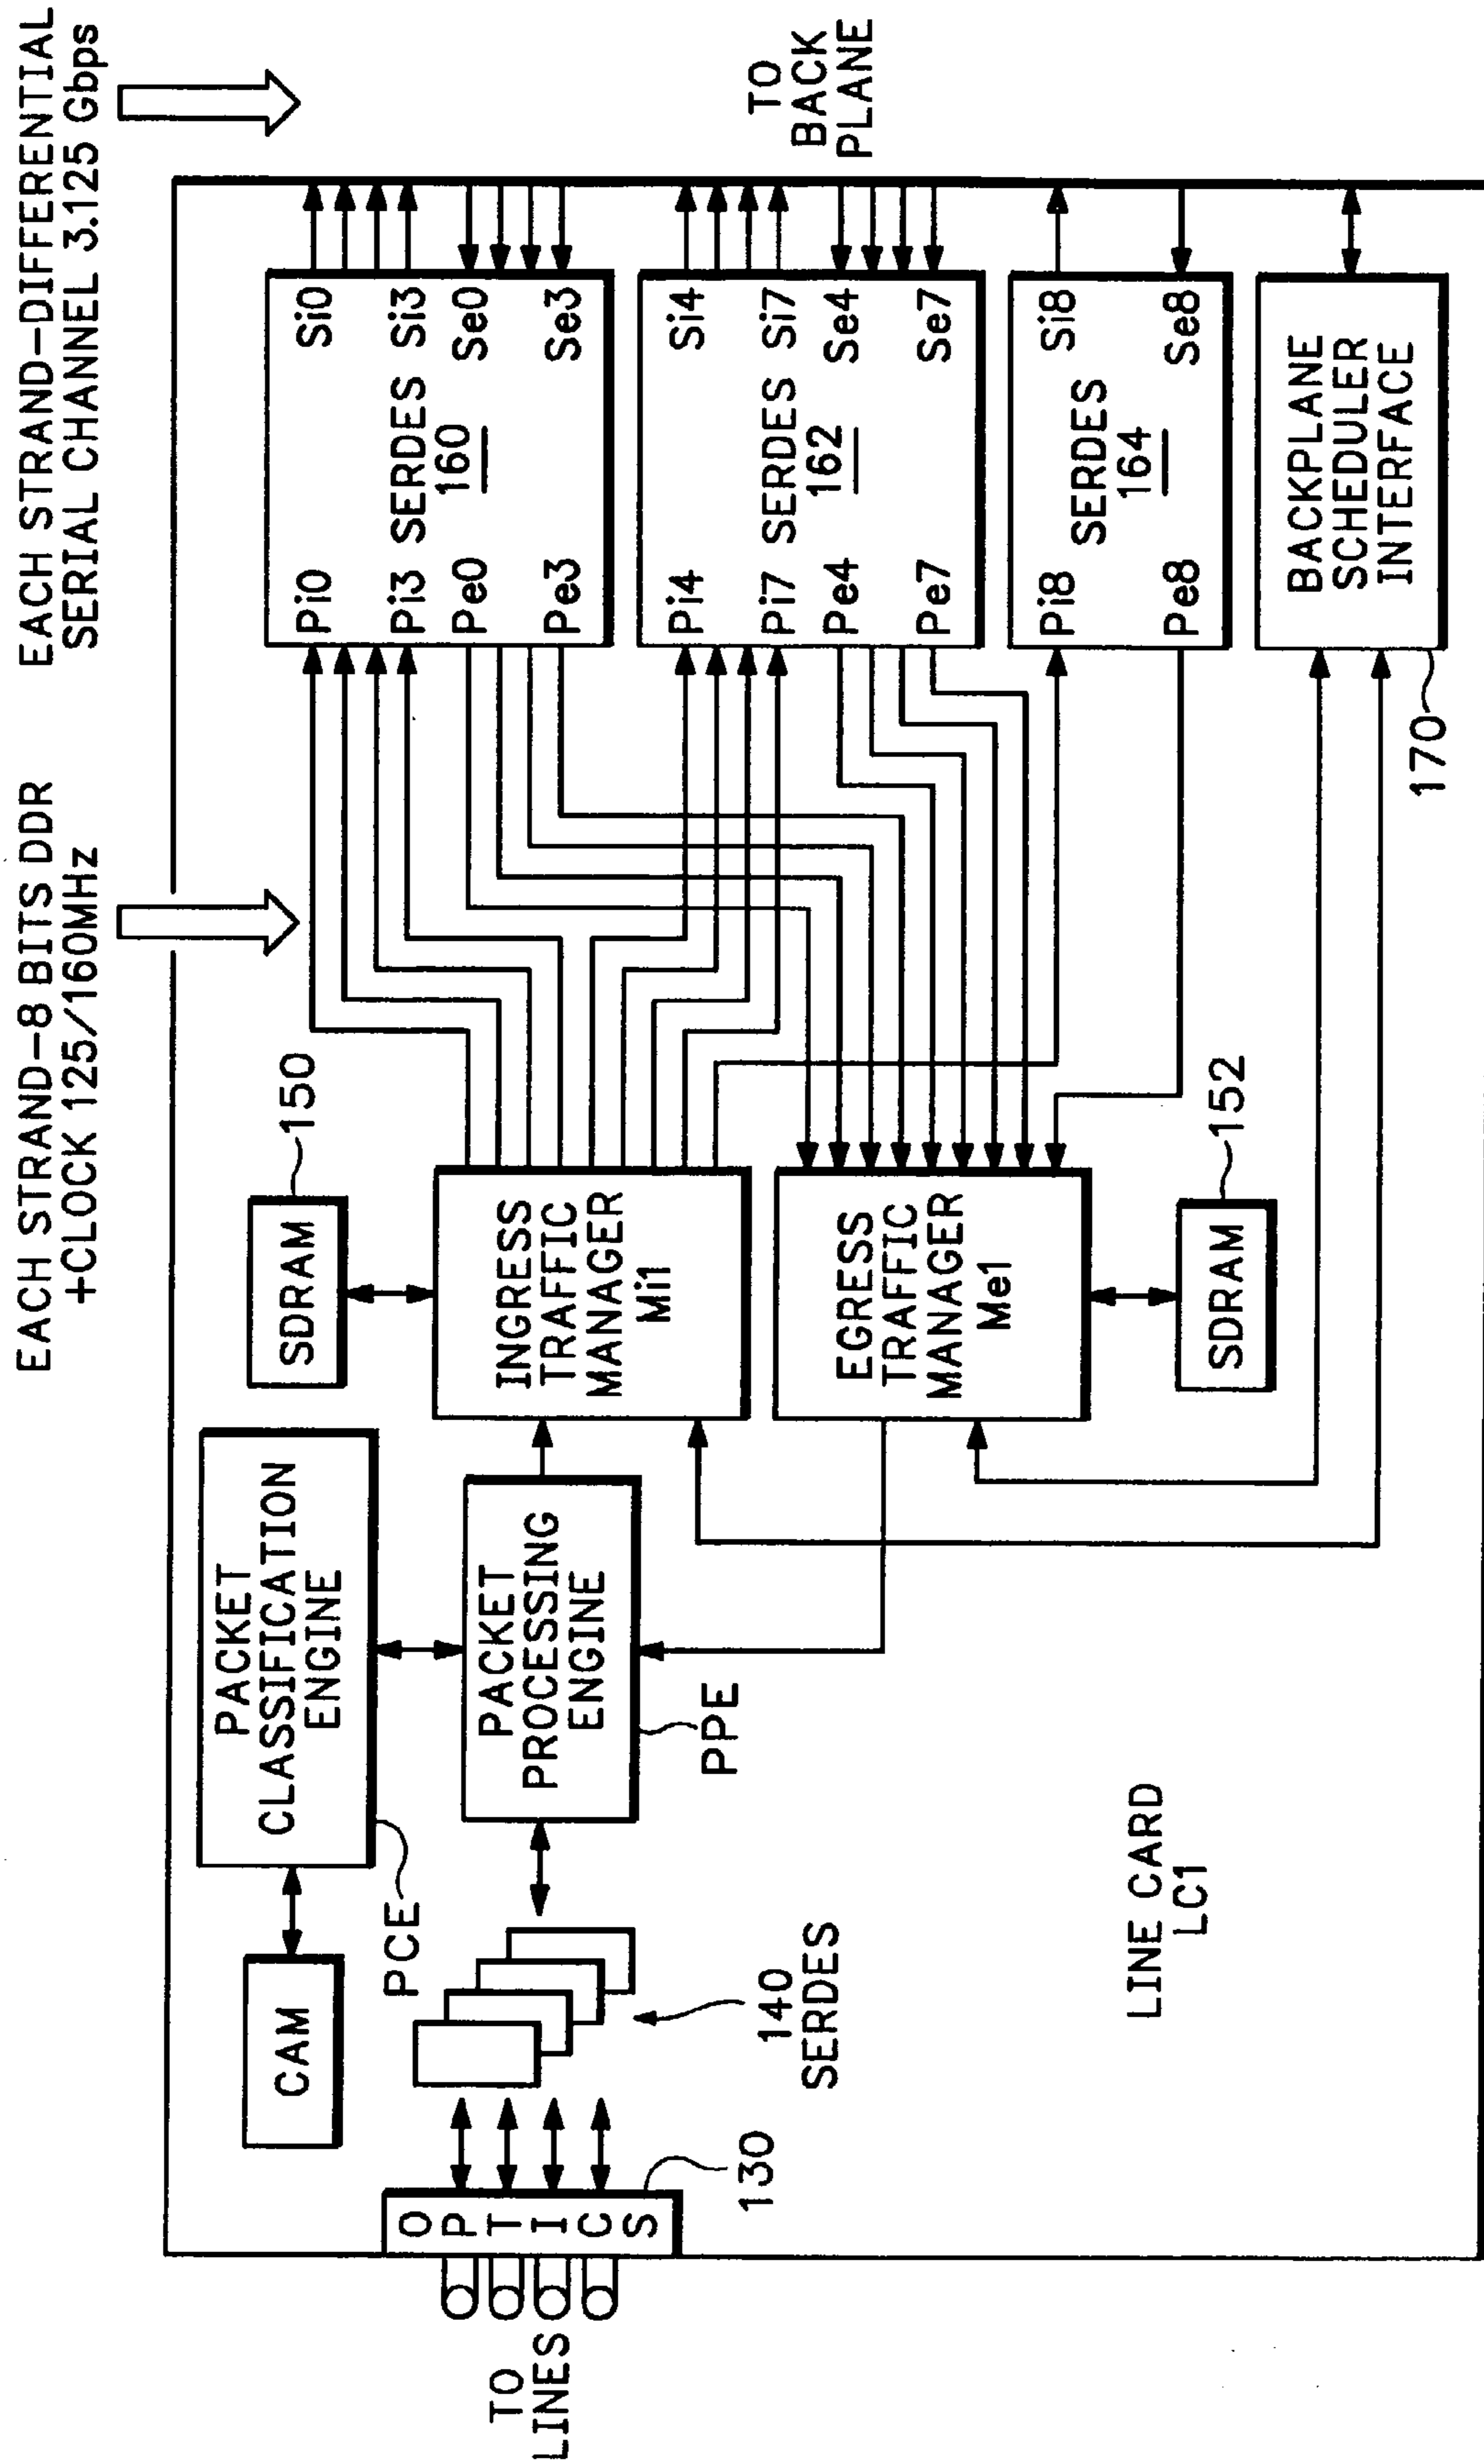 EACH STRAND-8 BITS DDR
+CLOCK 125/160MHz
EACH STRAND-DIFFERENTIAL
SERIAL CHANNEL 3.125 Gbps
TO
LINES
OPTICS
130
140
SERDES
CAM
PCE
PACKET
CLASSIFICATION
ENGINE
PACKET
PROCESSING
ENGINE
PPE
SDRAM
150
INGRESS
TRAFFIC
MANAGER
Mi1
EGRESS
TRAFFIC
MANAGER
Me1
SDRAM
152
Pi0
Si0
Pi3 SERDES Si3
160
Pe0
Se0
Pe3
Se3
Pi4
Si4
Pi7 SERDES Si7
162
Pe4
Se4
Pe7
Se7
Pi8
Si8
SERDES
164
Pe8
Se8
BACKPLANE
SCHEDULER
INTERFACE
170
TO
BACK
PLANE
LINE CARD
LC1